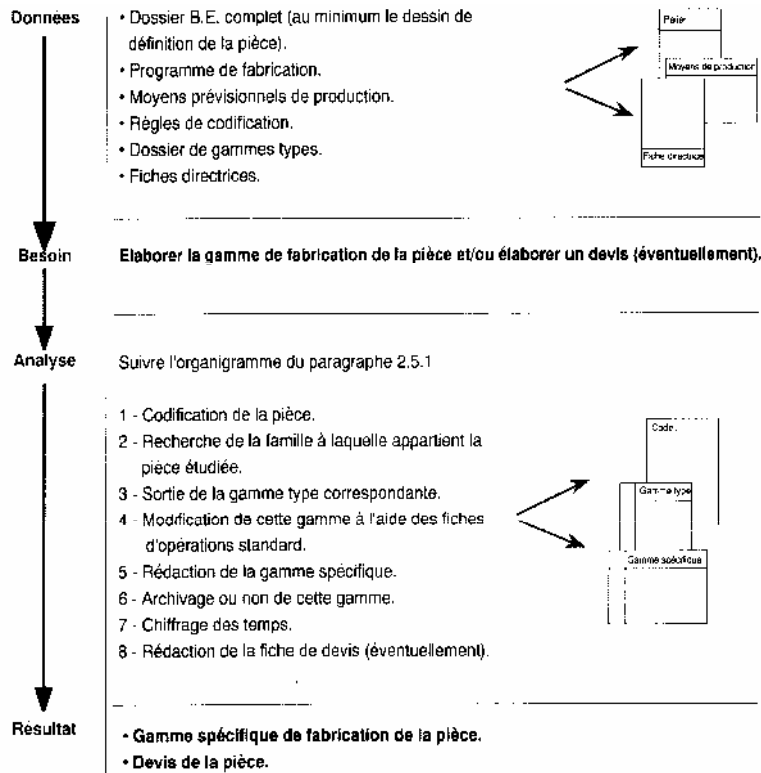 Données
• Dossier B.E. complet (au minimum le dessin de
définition de la pièce).
• Programme de fabrication.
• Moyens prévisionnels de production.
• Règles de codification.
• Dossier de gammes types.
• Fiches directrices.
Moyens de production
Fiche directrice
Besoin
Elaborer la gamme de fabrication de la pièce et/ou élaborer un devis (éventuellement).
Analyse
Suivre l'organigramme du paragraphe 2.5.1
1 - Codification de la pièce.
2 - Recherche de la famille à laquelle appartient la
pièce étudiée.
3 - Sortie de la gamme type correspondante.
4 - Modification de cette gamme à l'aide des fiches
d'opérations standard.
5 - Rédaction de la gamme spécifique.
6 - Archivage ou non de cette gamme.
7 - Chiffrage des temps.
8 - Rédaction de la fiche de devis (éventuellement).
Code
Gamme type
Gamme spécifique
Résultat
• Gamme spécifique de fabrication de la pièce.
• Devis de la pièce.